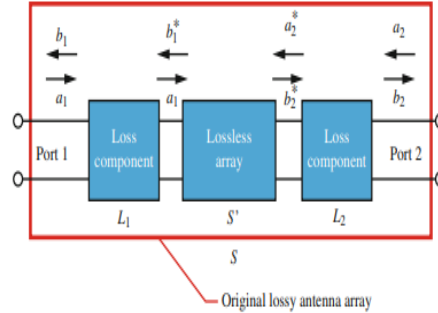 b₁ b₁* a₂* a₂
a₁ a₁ b₂* b₂
Port 1 Loss component Lossless array Loss component Port 2
L₁ S' L₂
S
Original lossy antenna array